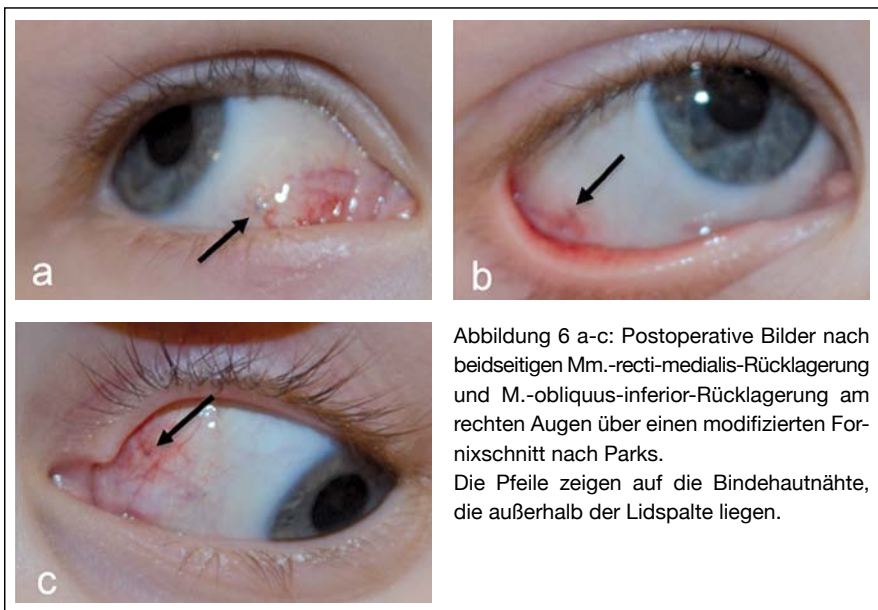 a
b
Abbildung 6 a-c: Postoperative Bilder nach
beidseitigen Mm.-recti-medialis-Rücklagerung
und M.-obliquus-inferior-Rücklagerung am
rechten Augen über einen modifizierten For-
nixschnitt nach Parks.
Die Pfeile zeigen auf die Bindehautnähte,
die außerhalb der Lidspalte liegen.
c